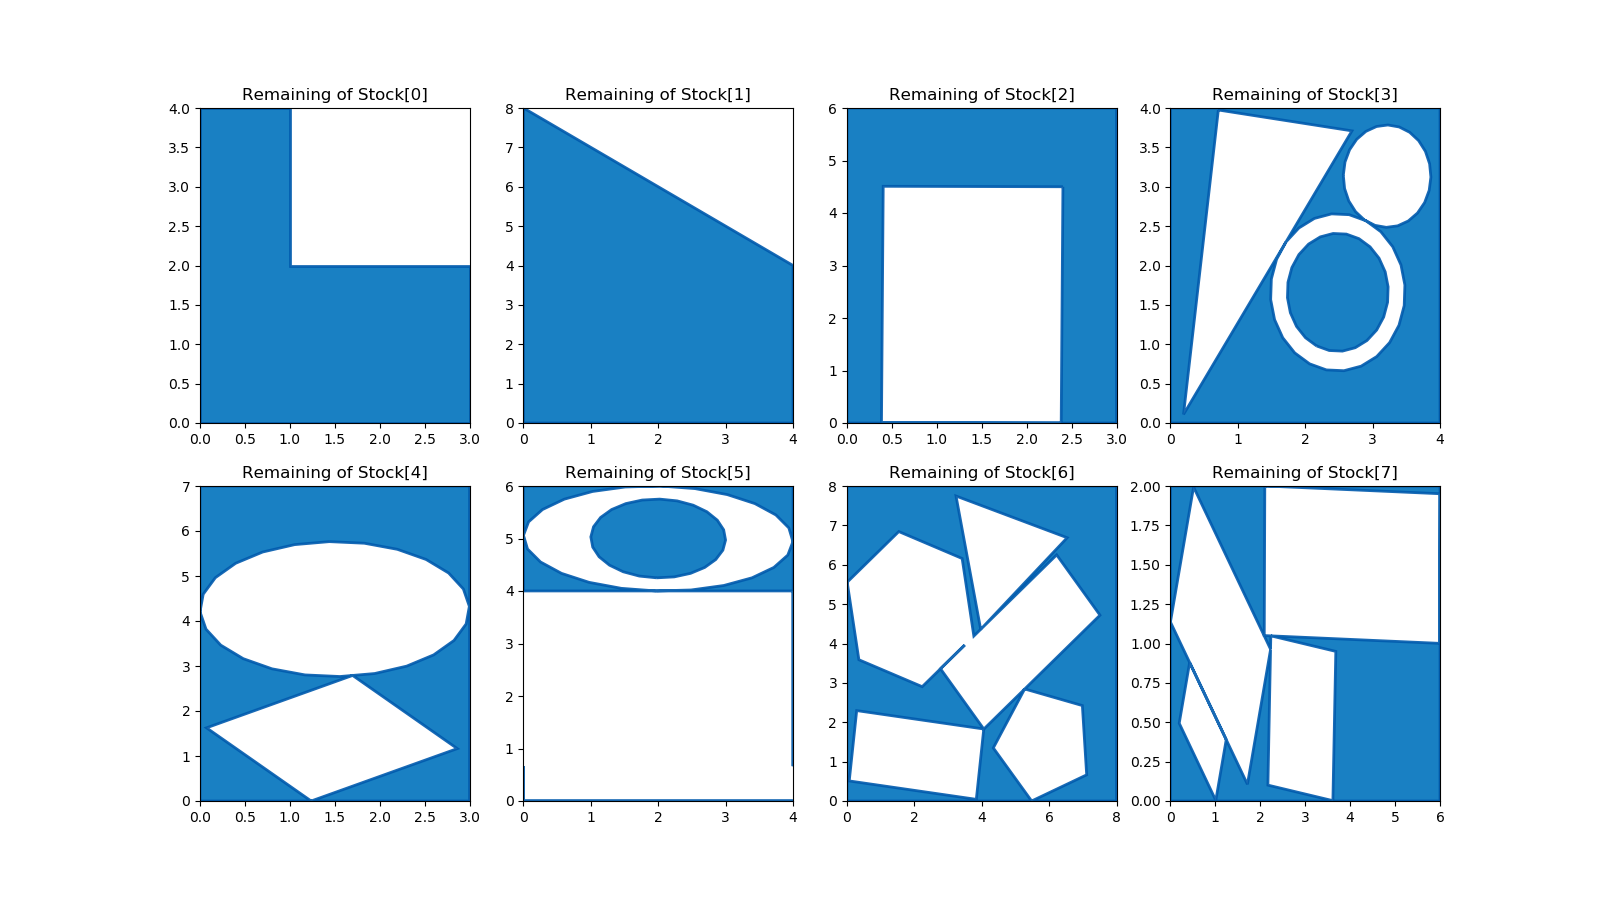 Remaining of Stock[0] Remaining of Stock[1] Remaining of Stock[2] Remaining of Stock[3]
4.0 8 6 4.0
3.5 7 5 3.5
3.0 6 4 3.0
2.5 5 3 2.5
2.0 4 2 2.0
1.5 3 1 1.5
1.0 2 0 1.0
0.5 1 0.5
0.0 0 0.0
0.0 0.5 1.0 1.5 2.0 2.5 3.0 0 1 2 3 4 0.0 0.5 1.0 1.5 2.0 2.5 3.0 0 1 2 3 4
Remaining of Stock[4] Remaining of Stock[5] Remaining of Stock[6] Remaining of Stock[7]
7 6 8 2.00
6 5 7 1.75
5 4 6 1.50
4 3 5 1.25
3 2 4 1.00
2 1 3 0.75
1 0 2 0.50
0 1 0.25
0 0.00
0.0 0.5 1.0 1.5 2.0 2.5 3.0 0 1 2 3 4 0 2 4 6 8 0 1 2 3 4 5 6